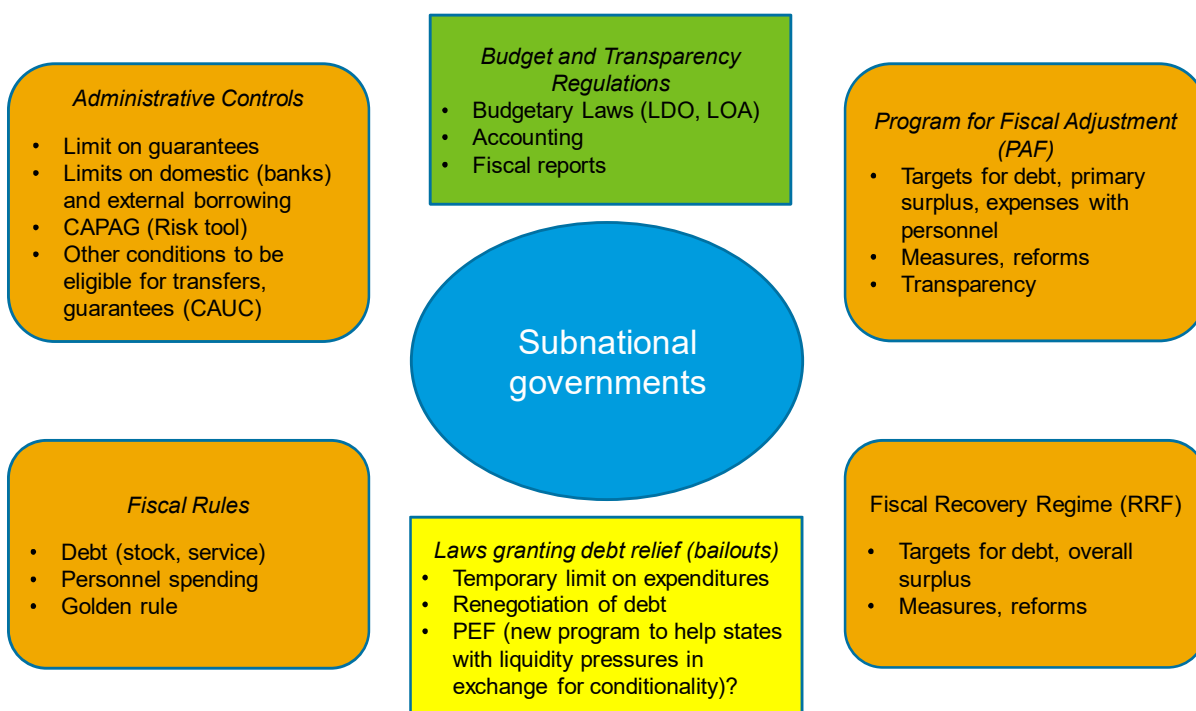 Administrative Controls
• Limit on guarantees
• Limits on domestic (banks)
and external borrowing
• CAPAG (Risk tool)
• Other conditions to be
eligible for transfers,
guarantees (CAUC)
Budget and Transparency
Regulations
• Budgetary Laws (LDO, LOA)
• Accounting
• Fiscal reports
Program for Fiscal Adjustment
(PAF)
• Targets for debt, primary
surplus, expenses with
personnel
• Measures, reforms
• Transparency
Subnational
governments
Fiscal Rules
• Debt (stock, service)
• Personnel spending
• Golden rule
Laws granting debt relief (bailouts)
• Temporary limit on expenditures
• Renegotiation of debt
• PEF (new program to help states
with liquidity pressures in
exchange for conditionality)?
Fiscal Recovery Regime (RRF)
• Targets for debt, overall
surplus
• Measures, reforms